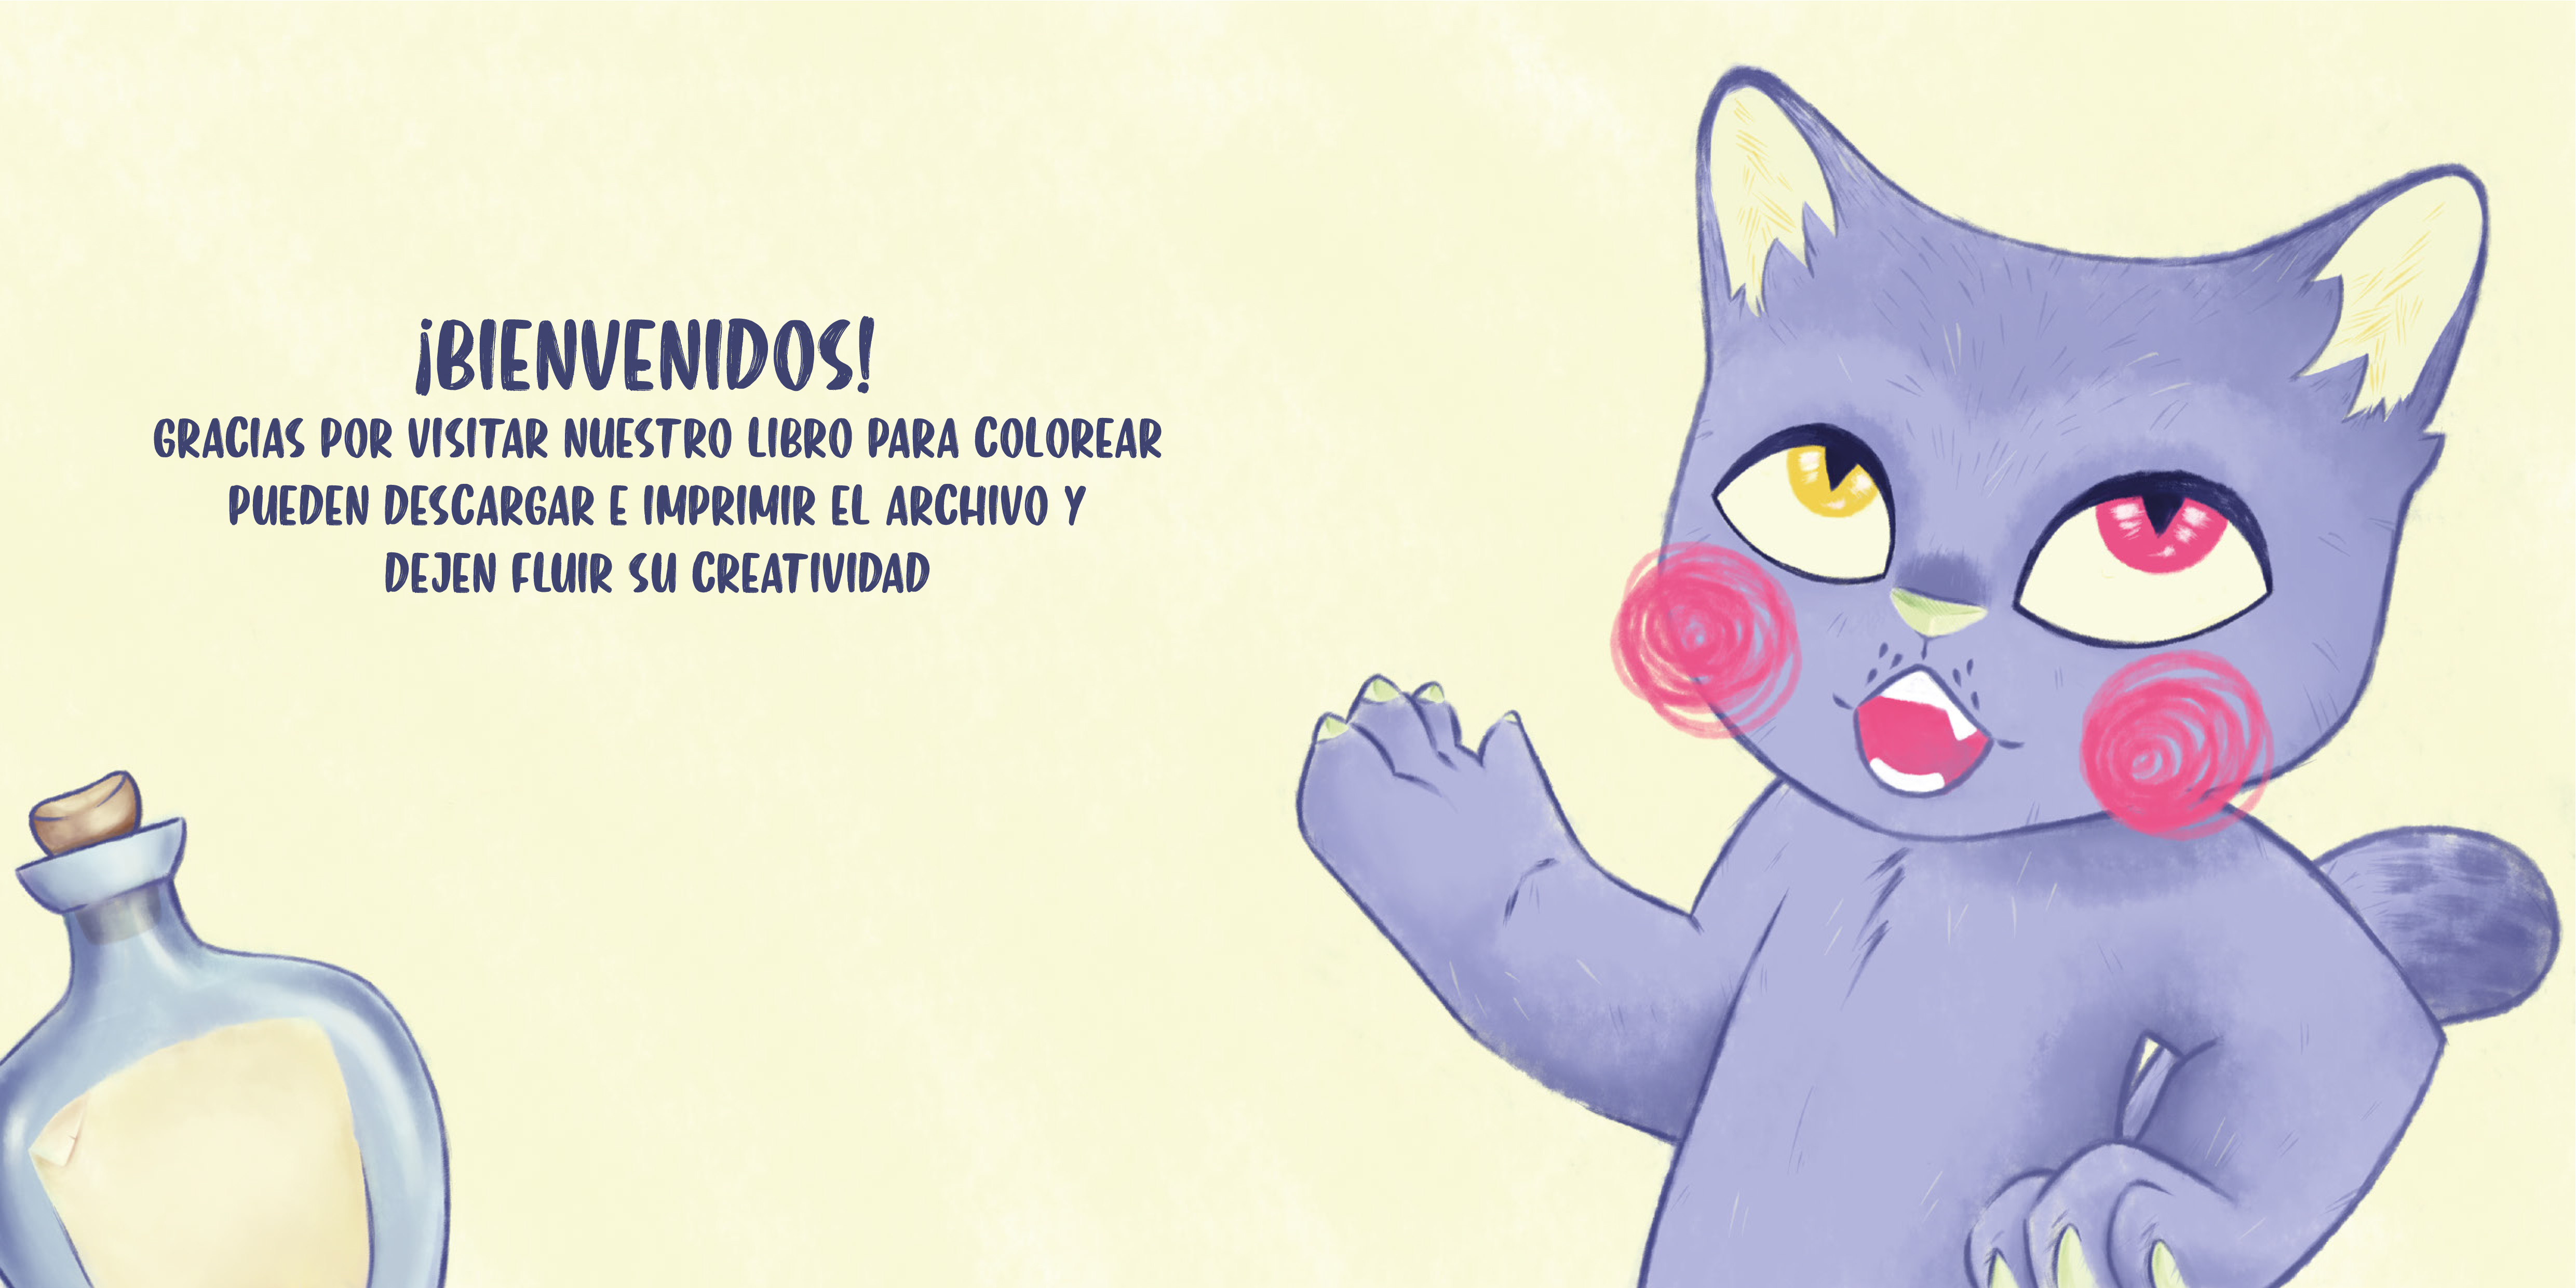 ¡BIENVENIDOS!
GRACIAS POR VISITAR NUESTRO LIBRO PARA COLOREAR
PUEDEN DESCARGAR E IMPRIMIR EL ARCHIVO Y
DEJEN FLUIR SU CREATIVIDAD